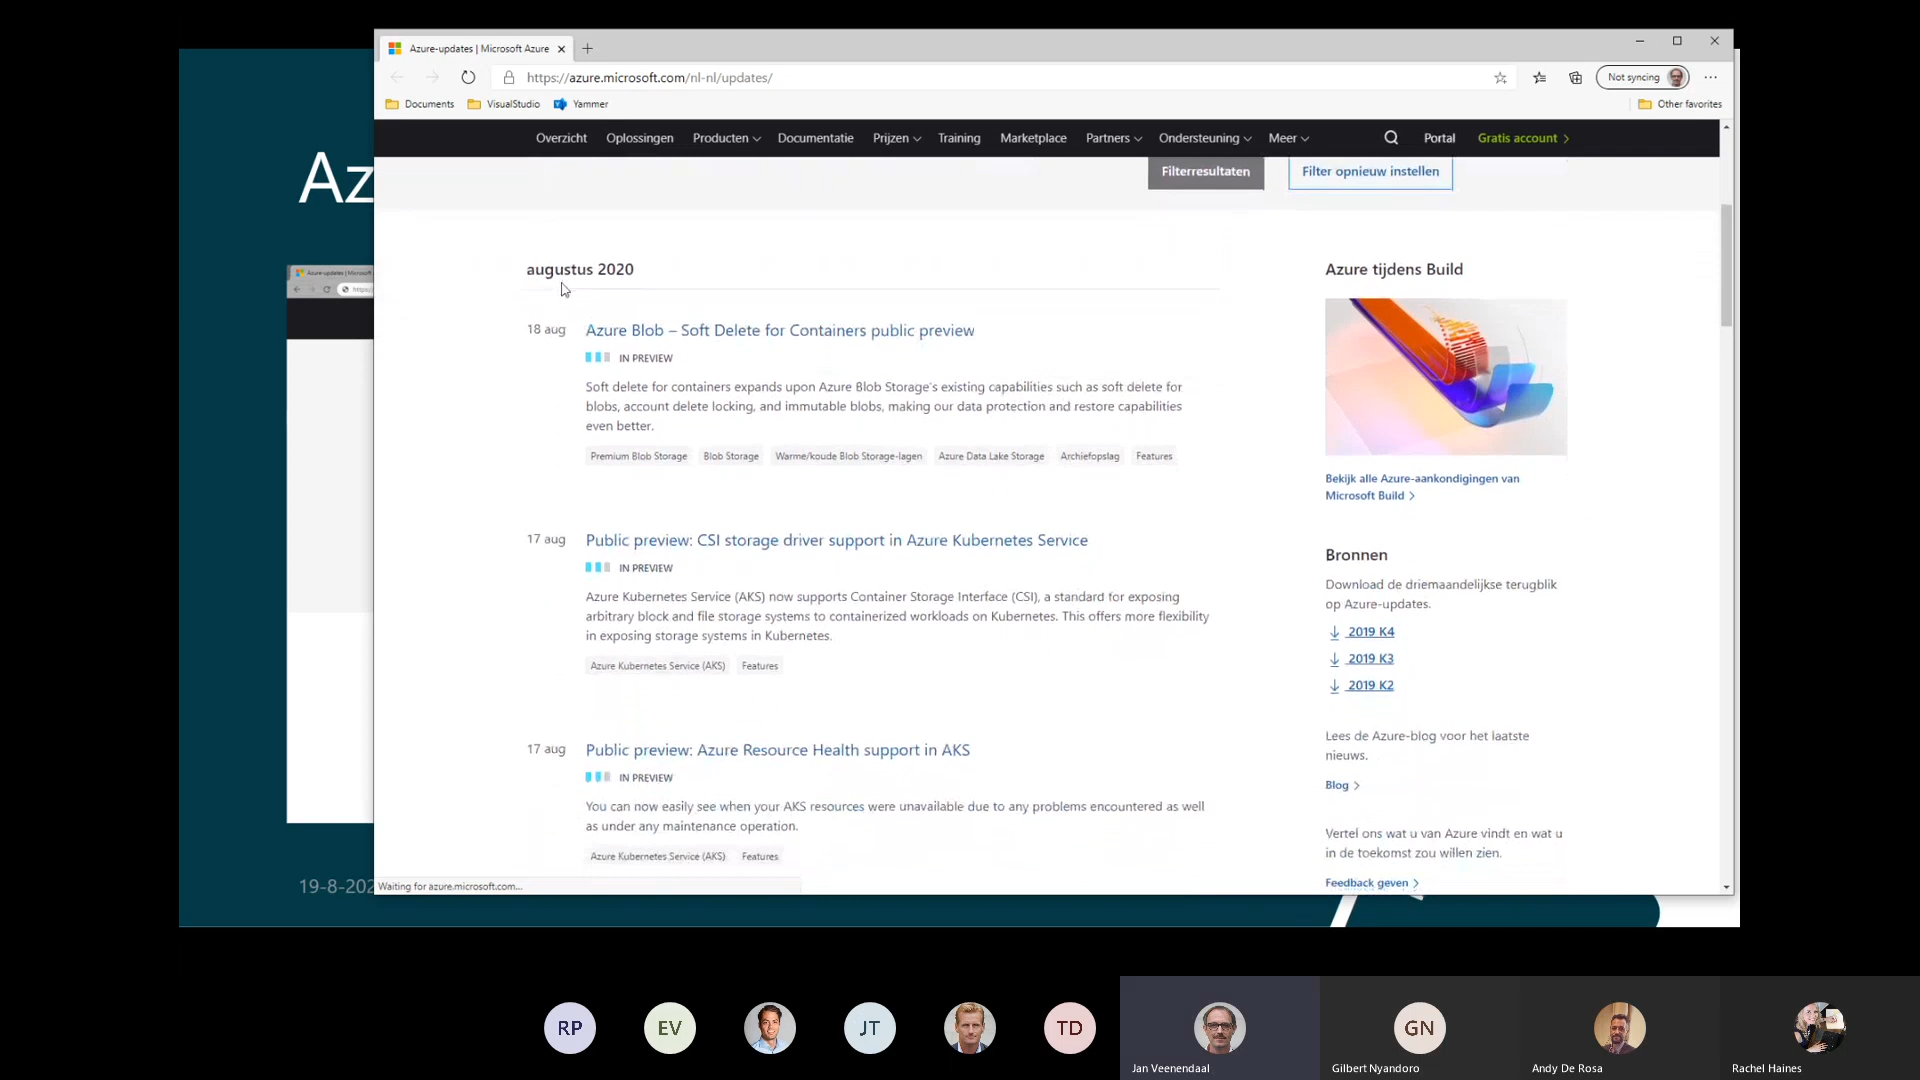 Azure-updates | Microsoft Azure
https://azure.microsoft.com/nl-nl/updates/
Not syncing
Documents VisualStudio Yammer Other favorites
Overzicht Oplossingen Producten Documentatie Prijzen Training Marketplace Partners Ondersteuning Meer Portal Gratis account
Filterresultaten Filter opnieuw instellen
Az
augustus 2020
18 aug Azure Blob – Soft Delete for Containers public preview
IN PREVIEW
Soft delete for containers expands upon Azure Blob Storage's existing capabilities such as soft delete for
blobs, account delete locking, and immutable blobs, making our data protection and restore capabilities
even better.
Premium Blob Storage Blob Storage Warme/koude Blob Storage-lagen Azure Data Lake Storage Archiefopslag Features
17 aug Public preview: CSI storage driver support in Azure Kubernetes Service
IN PREVIEW
Azure Kubernetes Service (AKS) now supports Container Storage Interface (CSI), a standard for exposing
arbitrary block and file storage systems to containerized workloads on Kubernetes. This offers more flexibility
in exposing storage systems in Kubernetes.
Azure Kubernetes Service (AKS) Features
17 aug Public preview: Azure Resource Health support in AKS
IN PREVIEW
You can now easily see when your AKS resources were unavailable due to any problems encountered as well
as under any maintenance operation.
Azure Kubernetes Service (AKS) Features
Azure tijdens Build
Bekijk alle Azure-aankondigingen van
Microsoft Build
Bronnen
Download de driemaandelijkse terugblik
op Azure-updates.
2019 K4
2019 K3
2019 K2
Lees de Azure-blog voor het laatste
nieuws.
Blog
Vertel ons wat u van Azure vindt en wat u
in de toekomst zou willen zien.
Feedback geven
Waiting for azure.microsoft.com...
Azure-updates | Microsoft
19-8-202
RP EV JT TD GN
Jan Veenendaal Gilbert Nyandoro Andy De Rosa Rachel Haines